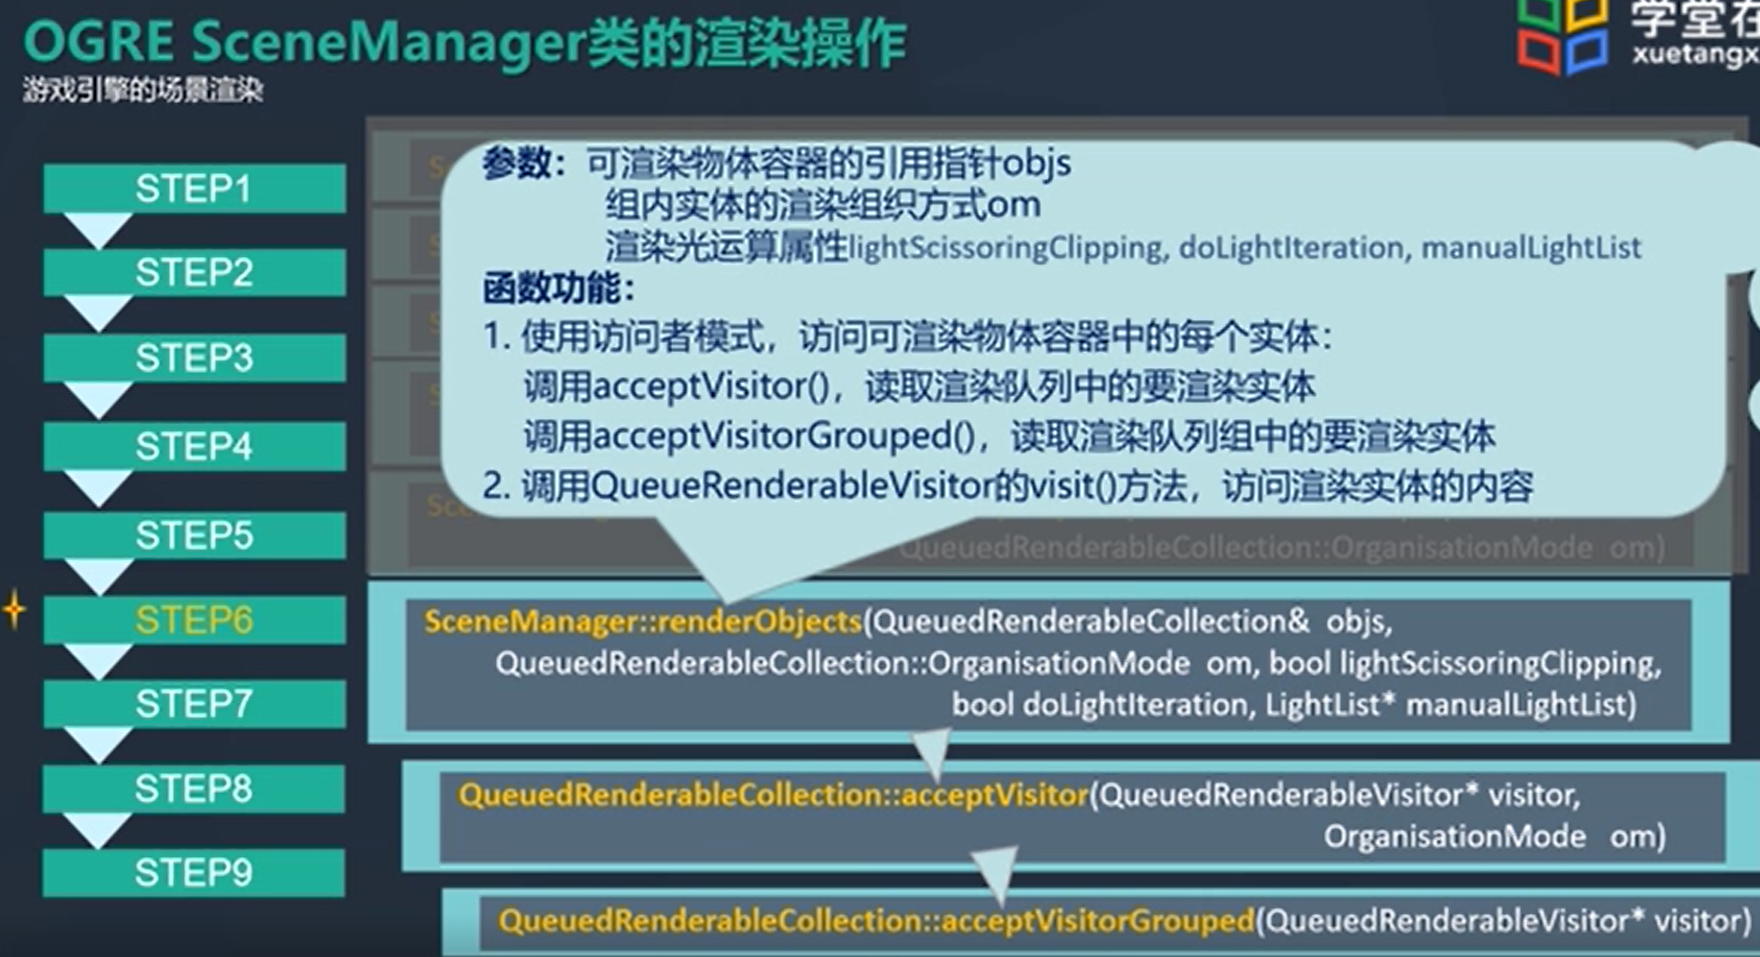 OGRE SceneManager类的渲染操作
游戏引擎的场景渲染
学堂在
xuetangx
STEP1
STEP2
STEP3
STEP4
STEP5
STEP6
STEP7
STEP8
STEP9
参数：可渲染物体容器的引用指针objs
组内实体的渲染组织方式om
渲染光运算属性lightScissoringClipping, doLightIteration, manualLightList
函数功能：
1. 使用访问者模式，访问可渲染物体容器中的每个实体：
调用acceptVisitor()，读取渲染队列中的要渲染实体
调用acceptVisitorGrouped()，读取渲染队列组中的要渲染实体
2. 调用QueueRenderableVisitor的visit()方法，访问渲染实体的内容
QueuedRenderableCollection::OrganisationMode om)
SceneManager::renderObjects(QueuedRenderableCollection& objs,
QueuedRenderableCollection::OrganisationMode om, bool lightScissoringClipping,
bool doLightIteration, LightList* manualLightList)
QueuedRenderableCollection::acceptVisitor(QueuedRenderableVisitor* visitor,
OrganisationMode om)
QueuedRenderableCollection::acceptVisitorGrouped(QueuedRenderableVisitor* visitor)